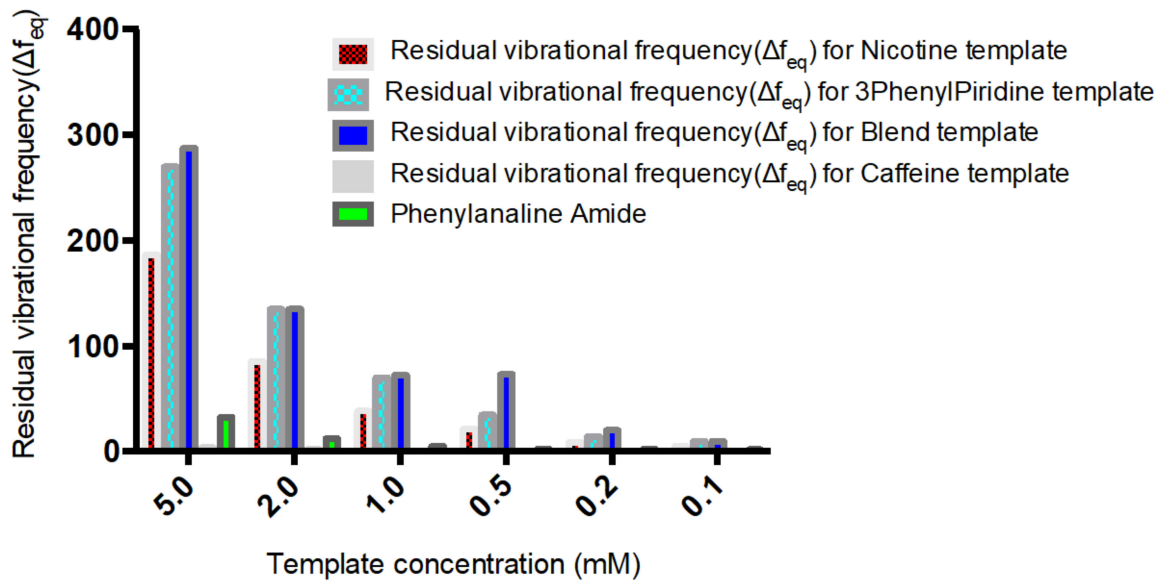 Residual vibrational frequency(Δfeq)
400
300
200
100
0
Residual vibrational frequency(Δfeq) for Nicotine template
Residual vibrational frequency(Δfeq) for 3PhenylPiridine template
Residual vibrational frequency(Δfeq) for Blend template
Residual vibrational frequency(Δfeq) for Caffeine template
Phenylanaline Amide
5.0
2.0
1.0
0.5
0.2
0.1
Template concentration (mM)